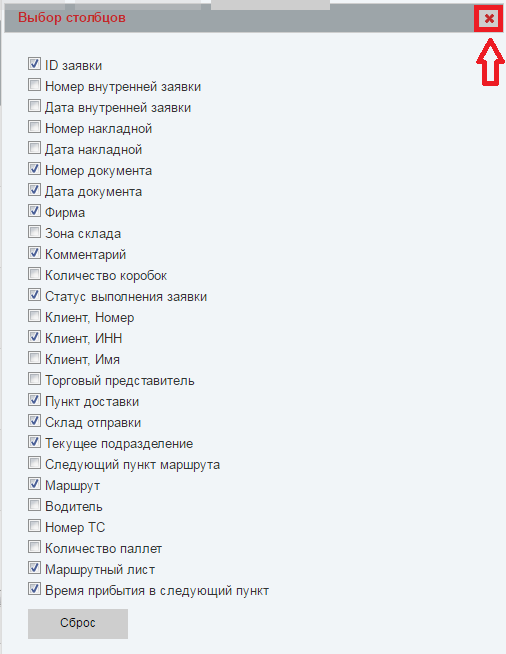 Выбор столбцов
ID заявки
Номер внутренней заявки
Дата внутренней заявки
Номер накладной
Дата накладной
Номер документа
Дата документа
Фирма
Зона склада
Комментарий
Количество коробок
Статус выполнения заявки
Клиент, Номер
Клиент, ИНН
Клиент, Имя
Торговый представитель
Пункт доставки
Склад отправки
Текущее подразделение
Следующий пункт маршрута
Маршрут
Водитель
Номер ТС
Количество паллет
Маршрутный лист
Время прибытия в следующий пункт
Сброс